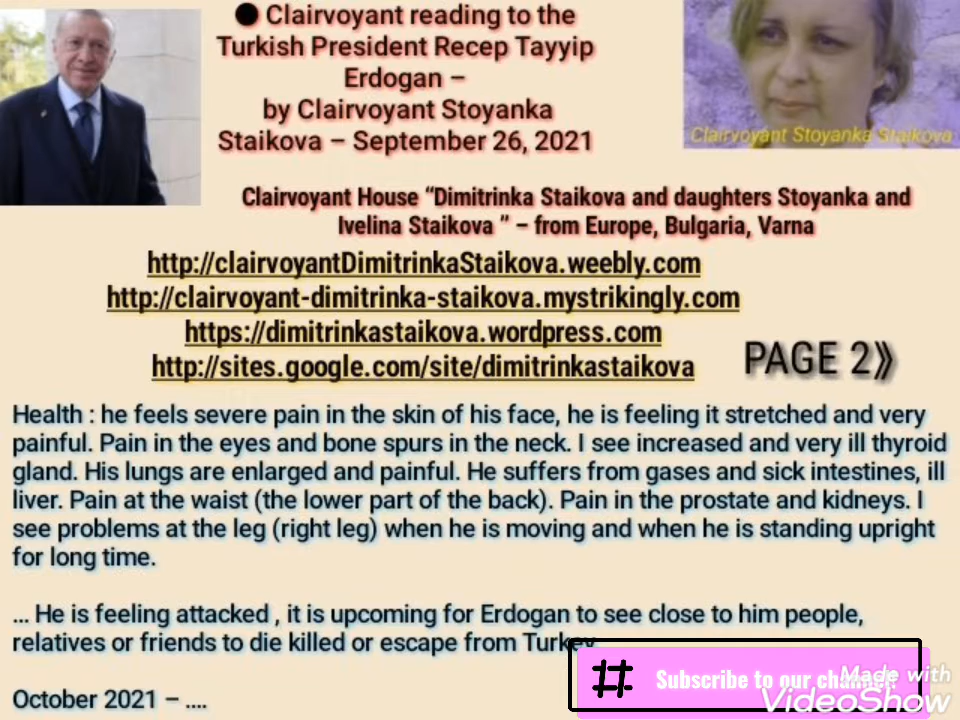 ● Clairvoyant reading to the
Turkish President Recep Tayyip
Erdogan –
by Clairvoyant Stoyanka
Staikova – September 26, 2021
Clairvoyant Stoyanka Staikova
Clairvoyant House “Dimitrinka Staikova and daughters Stoyanka and
Ivelina Staikova ” – from Europe, Bulgaria, Varna
http://clairvoyantDimitrinkaStaikova.weebly.com
http://clairvoyant-dimitrinka-staikova.mystrikingly.com
https://dimitrinkastaikova.wordpress.com
http://sites.google.com/site/dimitrinkastaikova
PAGE 2》
Health : he feels severe pain in the skin of his face, he is feeling it stretched and very
painful. Pain in the eyes and bone spurs in the neck. I see increased and very ill thyroid
gland. His lungs are enlarged and painful. He suffers from gases and sick intestines, ill
liver. Pain at the waist (the lower part of the back). Pain in the prostate and kidneys. I
see problems at the leg (right leg) when he is moving and when he is standing upright
for long time.
... He is feeling attacked , it is upcoming for Erdogan to see close to him people,
relatives or friends to die killed or escape from Turkey
# Subscribe to our channel!
Made with
VideoShow
October 2021 – ....